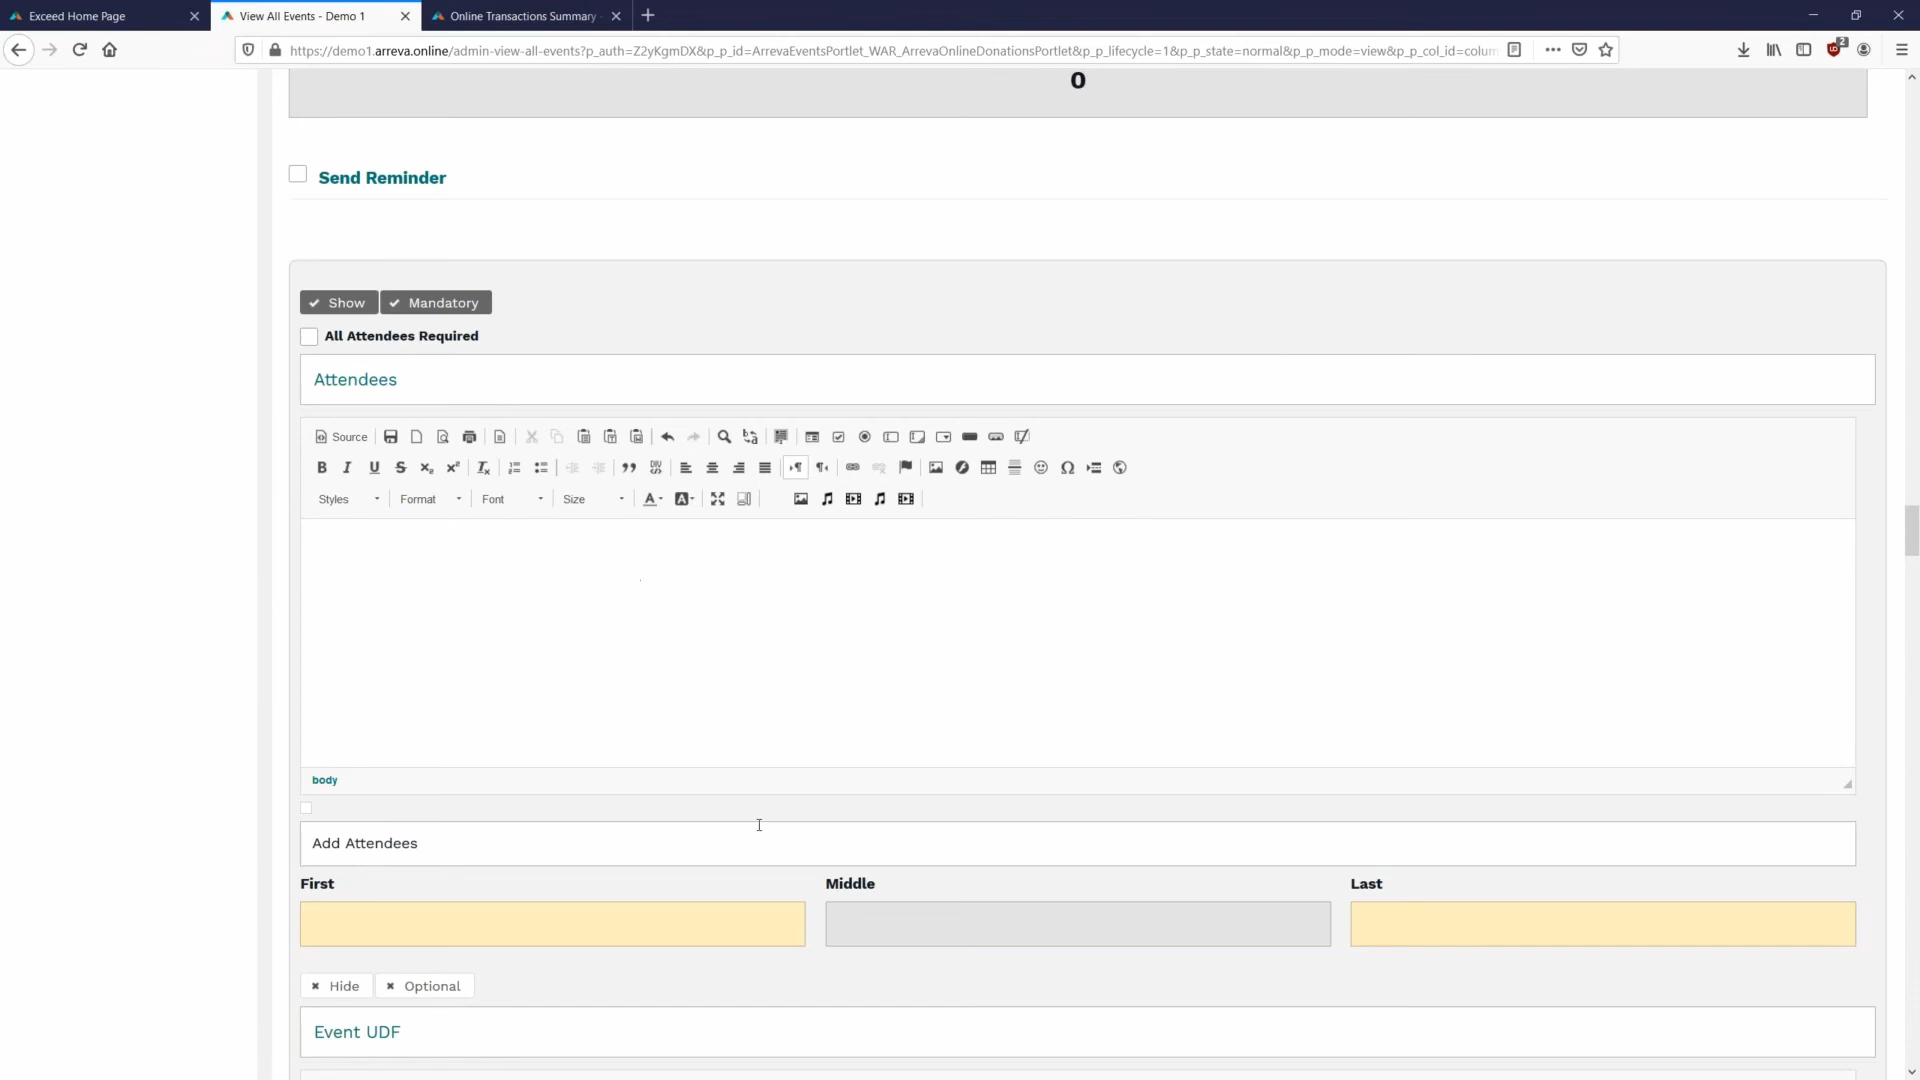 Exceed Home Page
View All Events - Demo 1
Online Transactions Summary
https://demo1.arreva.online/admin-view-all-events?p_auth=Z2yKgmDX&p_p_id=ArrevaEventsPortlet_WAR_ArrevaOnlineDonationsPortlet&p_p_lifecycle=1&p_p_state=normal&p_p_mode=view&p_p_col_id=colum
2
0
Send Reminder
Show Mandatory
All Attendees Required
Attendees
Source
Styles Format Font Size
body
Add Attendees
First Middle Last
Hide Optional
Event UDF